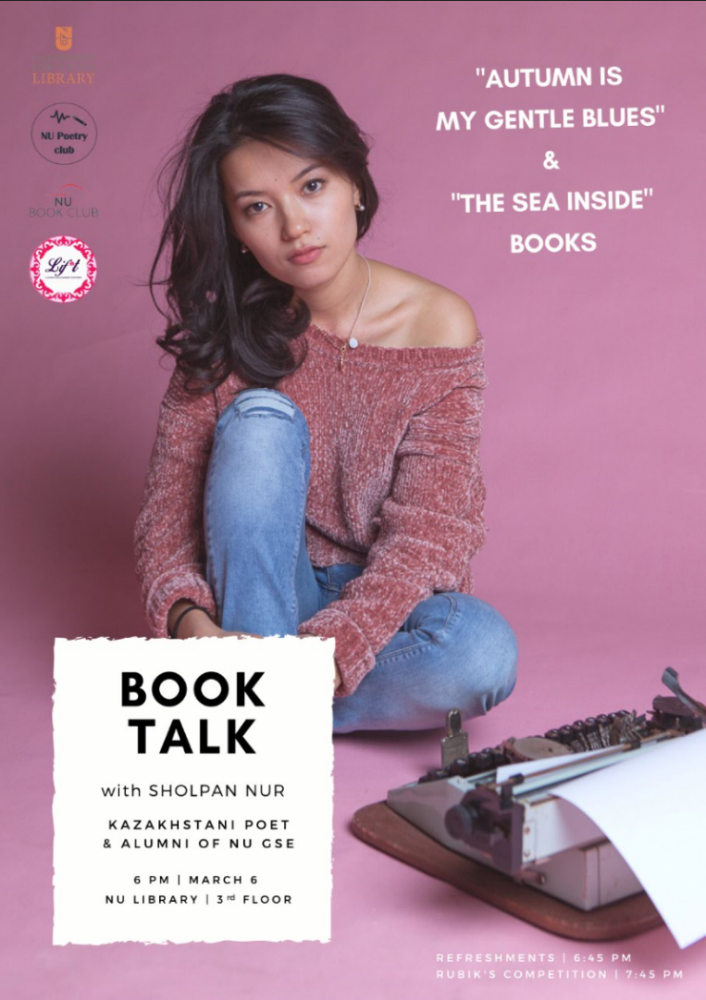 LIBRARY
NU Poetry
club
NU
BOOK CLUB
Lift
"AUTUMN IS
MY GENTLE BLUES"
&
"THE SEA INSIDE"
BOOKS
BOOK
TALK
with SHOLPAN NUR
KAZAKHSTANI POET
& ALUMNI OF NU GSE
6 PM | MARCH 6
NU LIBRARY | 3rd FLOOR
REFRESHMENTS | 6:45 PM
RUBIK'S COMPETITION | 7:45 PM